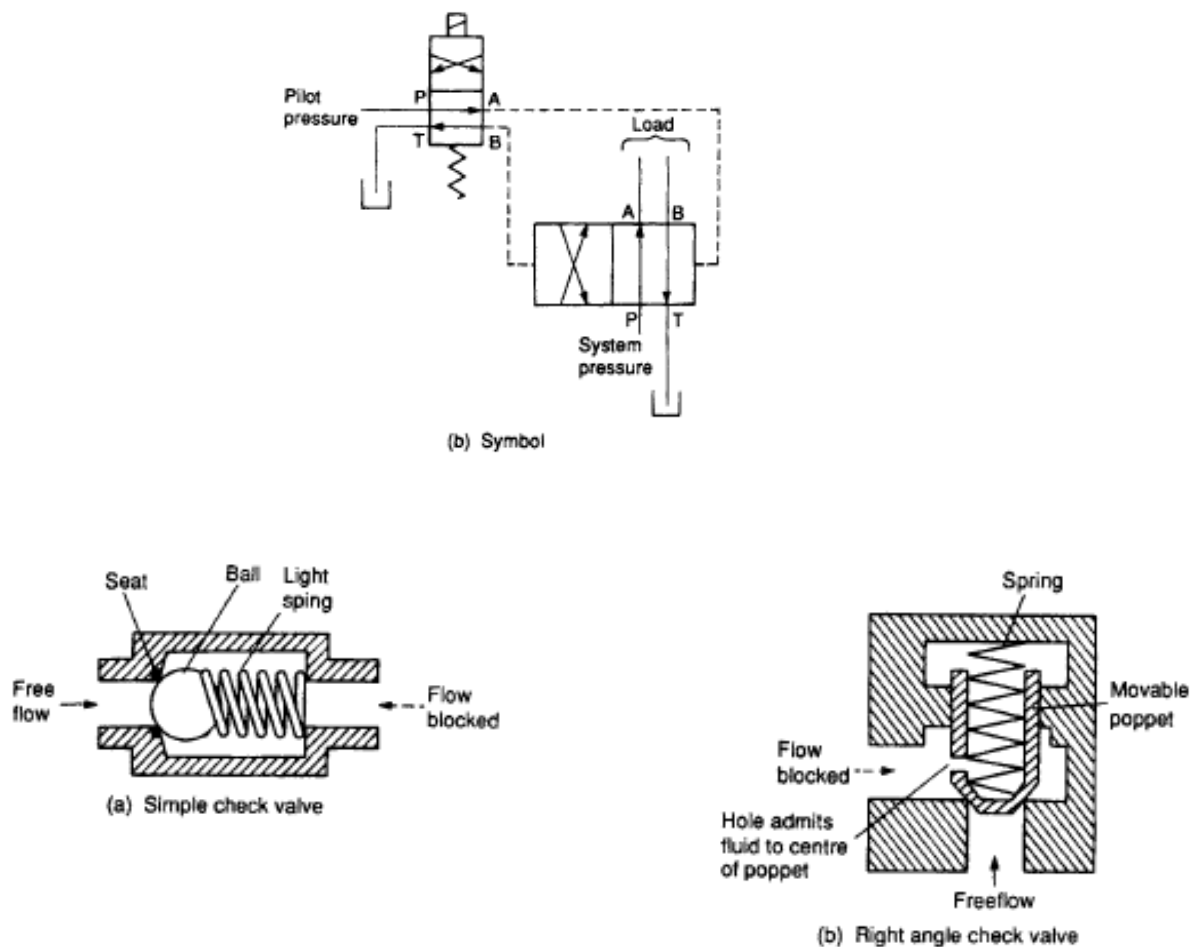 Pilot
pressure
P
A
T
B
Load
A
B
P
T
System
pressure
(b) Symbol
Seat
Ball
Light
sping
Free
flow
Flow
blocked
(a) Simple check valve
Spring
Movable
poppet
Flow
blocked
Hole admits
fluid to centre
of poppet
Freeflow
(b) Right angle check valve